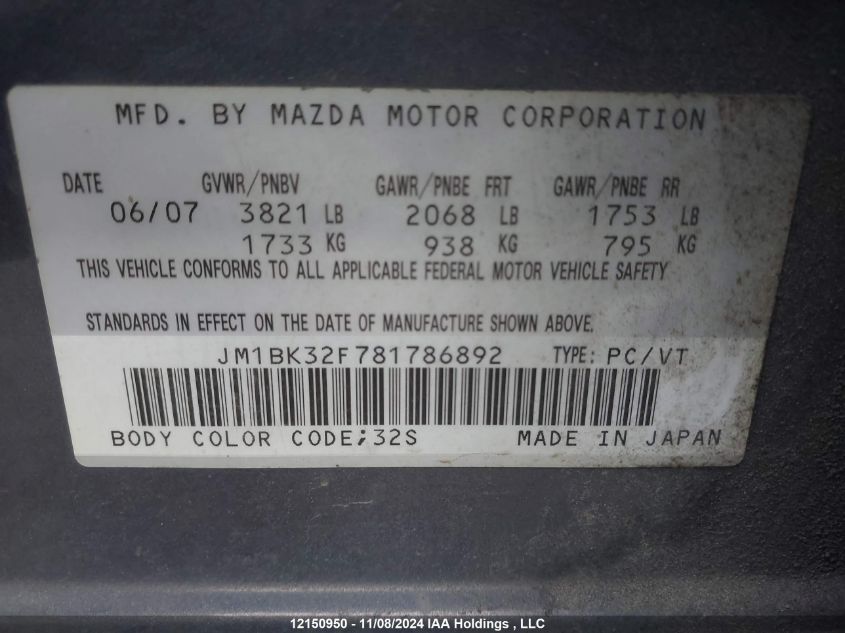 MFD. BY MAZDA MOTOR CORPORATION
DATE GVWR/PNBV GAWR/PNBE FRT GAWR/PNBE RR
06/07 3821 LB 2068 LB 1753 LB
1733 KG 938 KG 795 KG
THIS VEHICLE CONFORMS TO ALL APPLICABLE FEDERAL MOTOR VEHICLE SAFETY
STANDARDS IN EFFECT ON THE DATE OF MANUFACTURE SHOWN ABOVE.
JM1BK32F781786892 TYPE: PC/VT
BODY COLOR CODE;32S MADE IN JAPAN
12150950 - 11/08/2024 IAA Holdings , LLC